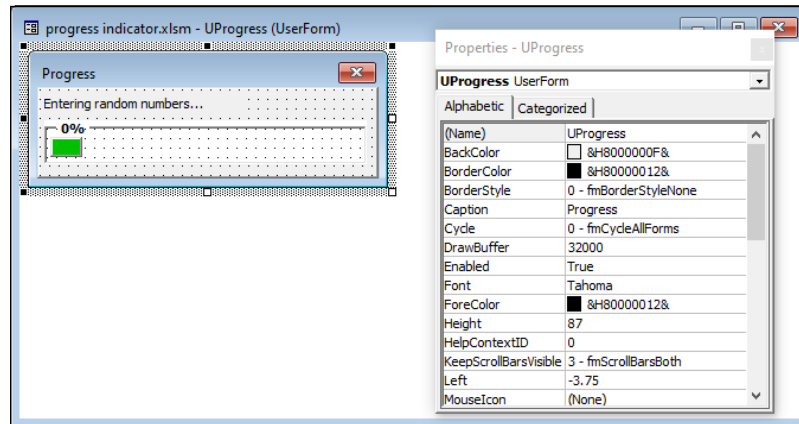 progress indicator.xlsm - UProgress (UserForm)
Progress
Entering random numbers...
0%
Properties - UProgress
UProgress UserForm
Alphabetic Categorized
(Name) UProgress
BackColor &H8000000F&
BorderColor &H80000012&
BorderStyle 0 - fmBorderStyleNone
Caption Progress
Cycle 0 - fmCycleAllForms
DrawBuffer 32000
Enabled True
Font Tahoma
ForeColor &H80000012&
Height 87
HelpContextID 0
KeepScrollBarsVisible 3 - fmScrollBarsBoth
Left -3.75
MouseIcon (None)